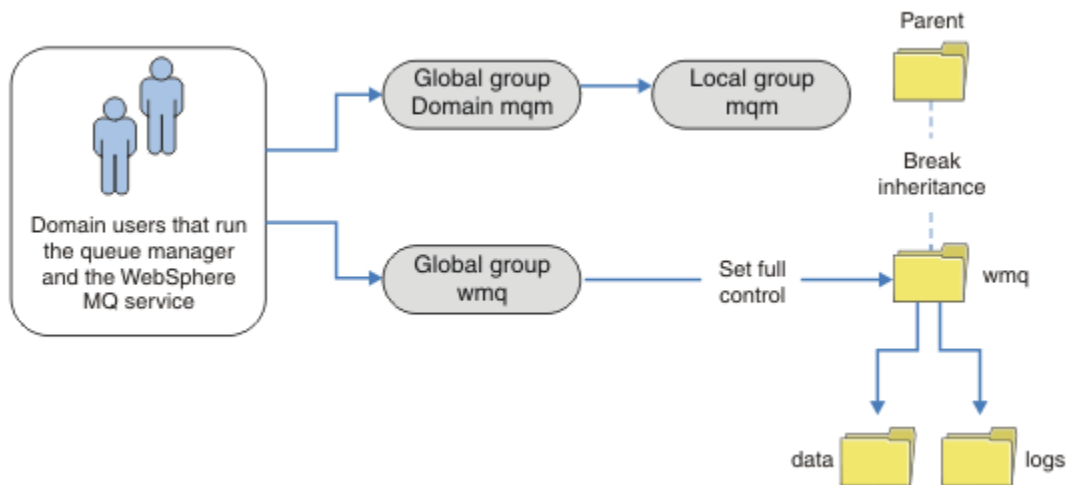 Parent
Global group
Domain mqm
Local group
mqm
Break
inheritance
Domain users that run
the queue manager
and the WebSphere
MQ service
Global group
wmq
Set full
control
wmq
data
logs